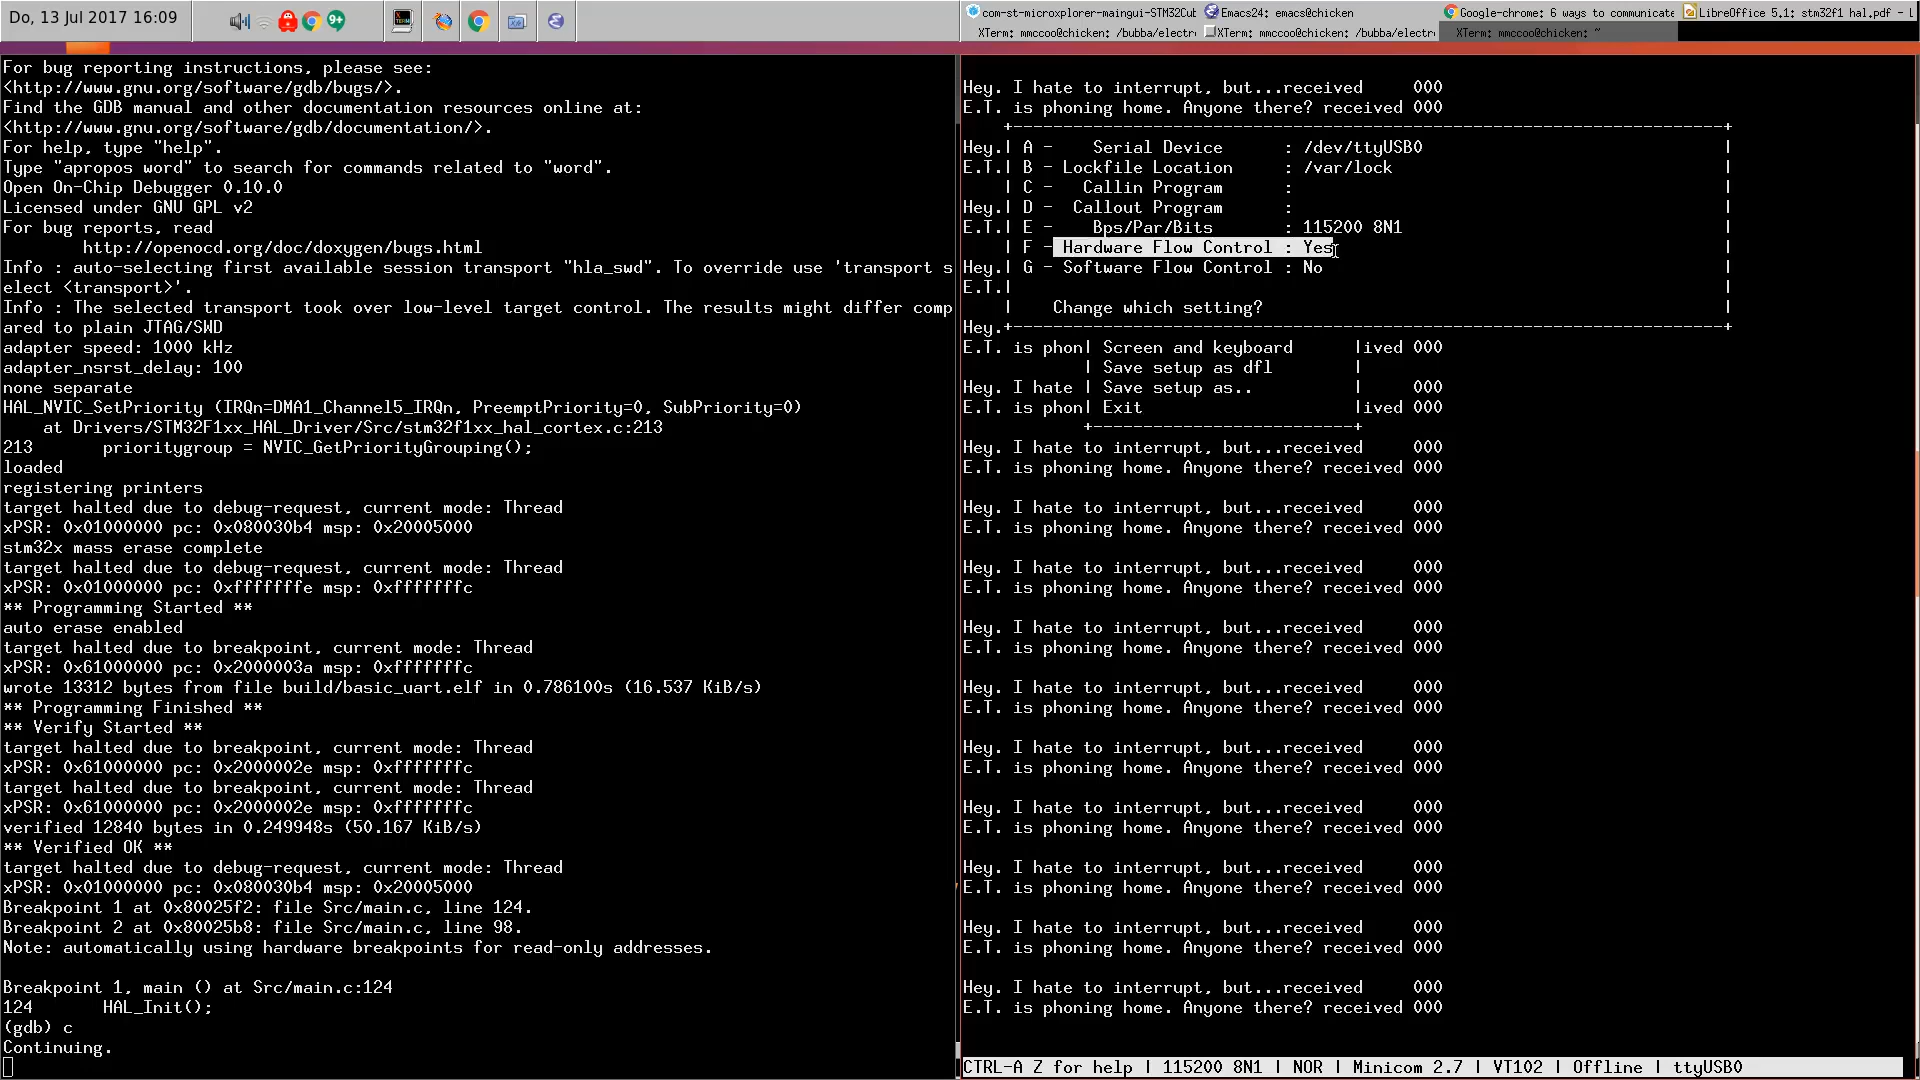 Do, 13 Jul 2017 16:09
9+
com-st-microxplorer-maingui-STM32Cub
Emacs24: emacs@chicken
Google-chrome: 6 ways to communicate
LibreOffice 5.1: stm32f1 hal.pdf - L
XTerm: mmccoo@chicken: /bubba/electr
XTerm: mmccoo@chicken: /bubba/electr
XTerm: mmccoo@chicken: ~
For bug reporting instructions, please see:
<http://www.gnu.org/software/gdb/bugs/>.
Find the GDB manual and other documentation resources online at:
<http://www.gnu.org/software/gdb/documentation/>.
For help, type "help".
Type "apropos word" to search for commands related to "word".
Open On-Chip Debugger 0.10.0
Licensed under GNU GPL v2
For bug reports, read
http://openocd.org/doc/doxygen/bugs.html
Info : auto-selecting first available session transport "hla_swd". To override use 'transport s
elect <transport>'.
Info : The selected transport took over low-level target control. The results might differ comp
ared to plain JTAG/SWD
adapter speed: 1000 kHz
adapter_nsrst_delay: 100
none separate
HAL_NVIC_SetPriority (IRQn=DMA1_Channel5_IRQn, PreemptPriority=0, SubPriority=0)
at Drivers/STM32F1xx_HAL_Driver/Src/stm32f1xx_hal_cortex.c:213
213 prioritygroup = NVIC_GetPriorityGrouping();
loaded
registering printers
target halted due to debug-request, current mode: Thread
xPSR: 0x01000000 pc: 0x080030b4 msp: 0x20005000
stm32x mass erase complete
target halted due to debug-request, current mode: Thread
xPSR: 0x01000000 pc: 0xfffffffe msp: 0xfffffffc
** Programming Started **
auto erase enabled
target halted due to breakpoint, current mode: Thread
xPSR: 0x61000000 pc: 0x2000003a msp: 0xfffffffc
wrote 13312 bytes from file build/basic_uart.elf in 0.786100s (16.537 KiB/s)
** Programming Finished **
** Verify Started **
target halted due to breakpoint, current mode: Thread
xPSR: 0x61000000 pc: 0x2000002e msp: 0xfffffffc
target halted due to breakpoint, current mode: Thread
xPSR: 0x61000000 pc: 0x2000002e msp: 0xfffffffc
verified 12840 bytes in 0.249948s (50.167 KiB/s)
** Verified OK **
target halted due to debug-request, current mode: Thread
xPSR: 0x01000000 pc: 0x080030b4 msp: 0x20005000
Breakpoint 1 at 0x80025f2: file Src/main.c, line 124.
Breakpoint 2 at 0x80025b8: file Src/main.c, line 98.
Note: automatically using hardware breakpoints for read-only addresses.
Breakpoint 1, main () at Src/main.c:124
124 HAL_Init();
(gdb) c
Continuing.
Hey. I hate to interrupt, but...received 000
E.T. is phoning home. Anyone there? received 000
+-----------------------------------------------------------------------+
Hey.| A - Serial Device : /dev/ttyUSB0 |
E.T.| B - Lockfile Location : /var/lock |
| C - Callin Program : |
Hey.| D - Callout Program : |
E.T.| E - Bps/Par/Bits : 115200 8N1 |
| F - Hardware Flow Control : Yes |
Hey.| G - Software Flow Control : No |
E.T.| |
| Change which setting? |
Hey.+-----------------------------------------------------------------------+
E.T. is phon| Screen and keyboard |ived 000
| Save setup as dfl |
Hey. I hate | Save setup as.. | 000
E.T. is phon| Exit |ived 000
+--------------------------+
Hey. I hate to interrupt, but...received 000
E.T. is phoning home. Anyone there? received 000
Hey. I hate to interrupt, but...received 000
E.T. is phoning home. Anyone there? received 000
Hey. I hate to interrupt, but...received 000
E.T. is phoning home. Anyone there? received 000
Hey. I hate to interrupt, but...received 000
E.T. is phoning home. Anyone there? received 000
Hey. I hate to interrupt, but...received 000
E.T. is phoning home. Anyone there? received 000
Hey. I hate to interrupt, but...received 000
E.T. is phoning home. Anyone there? received 000
Hey. I hate to interrupt, but...received 000
E.T. is phoning home. Anyone there? received 000
Hey. I hate to interrupt, but...received 000
E.T. is phoning home. Anyone there? received 000
Hey. I hate to interrupt, but...received 000
E.T. is phoning home. Anyone there? received 000
Hey. I hate to interrupt, but...received 000
E.T. is phoning home. Anyone there? received 000
CTRL-A Z for help | 115200 8N1 | NOR | Minicom 2.7 | VT102 | Offline | ttyUSB0